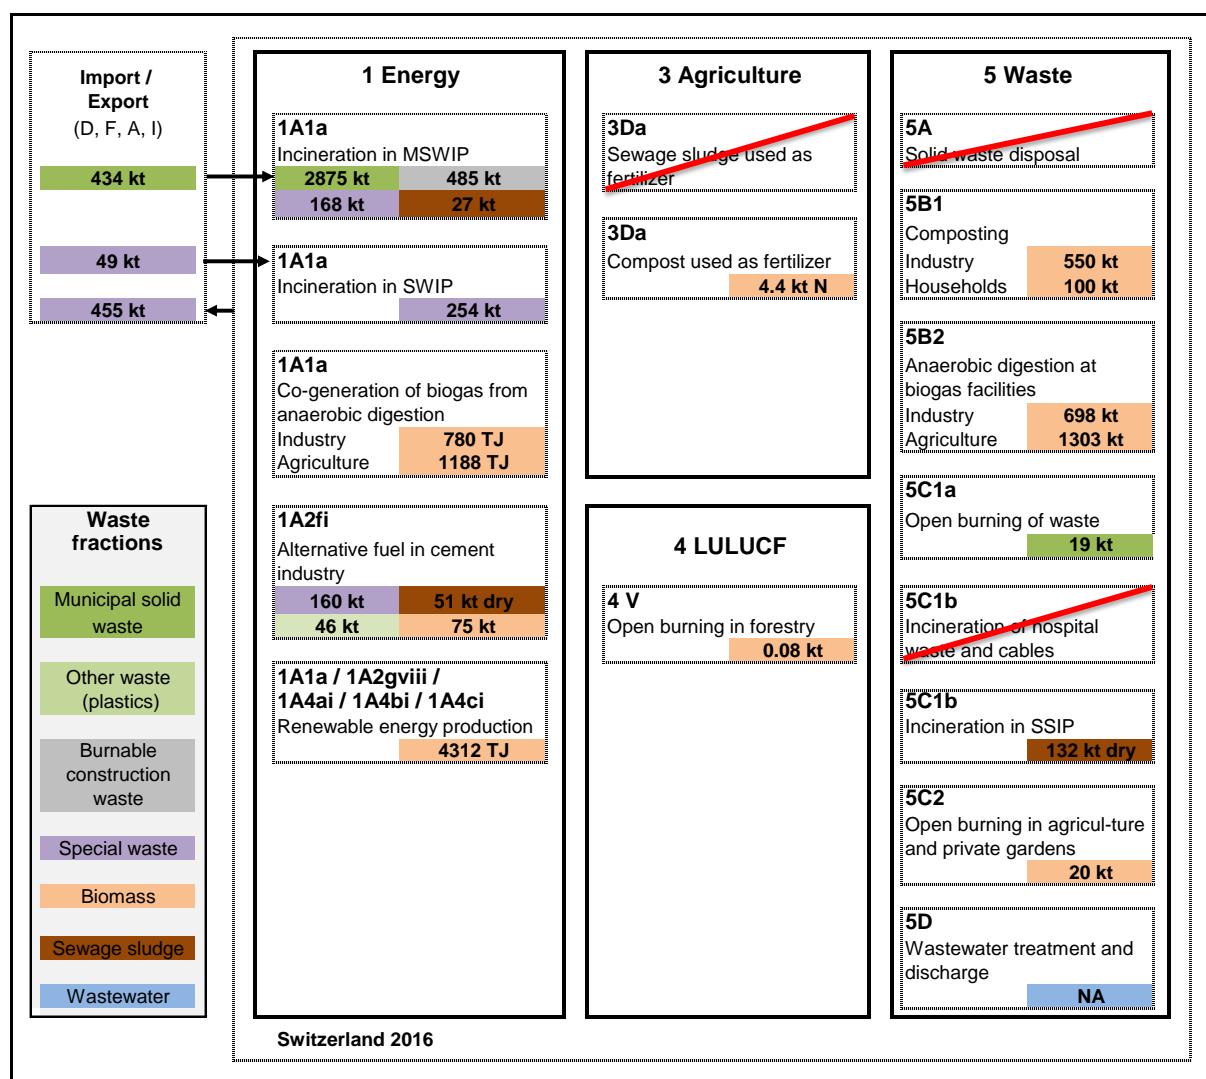 Import /
Export
(D, F, A, I)
434 kt
49 kt
455 kt
Waste
fractions
Municipal solid
waste
Other waste
(plastics)
Burnable
construction
waste
Special waste
Biomass
Sewage sludge
Wastewater
1 Energy
1A1a
Incineration in MSWIP
2875 kt 485 kt
168 kt 27 kt
1A1a
Incineration in SWIP
254 kt
1A1a
Co-generation of biogas from
anaerobic digestion
Industry 780 TJ
Agriculture 1188 TJ
1A2fi
Alternative fuel in cement
industry
160 kt 51 kt dry
46 kt 75 kt
1A1a / 1A2gviii /
1A4ai / 1A4bi / 1A4ci
Renewable energy production
4312 TJ
Switzerland 2016
3 Agriculture
3Da
Sewage sludge used as
fertilizer
3Da
Compost used as fertilizer
4.4 kt N
4 LULUCF
4 V
Open burning in forestry
0.08 kt
5 Waste
5A
Solid waste disposal
5B1
Composting
Industry 550 kt
Households 100 kt
5B2
Anaerobic digestion at
biogas facilities
Industry 698 kt
Agriculture 1303 kt
5C1a
Open burning of waste
19 kt
5C1b
Incineration of hospital
waste and cables
5C1b
Incineration in SSIP
132 kt dry
5C2
Open burning in agricul-ture
and private gardens
20 kt
5D
Wastewater treatment and
discharge
NA